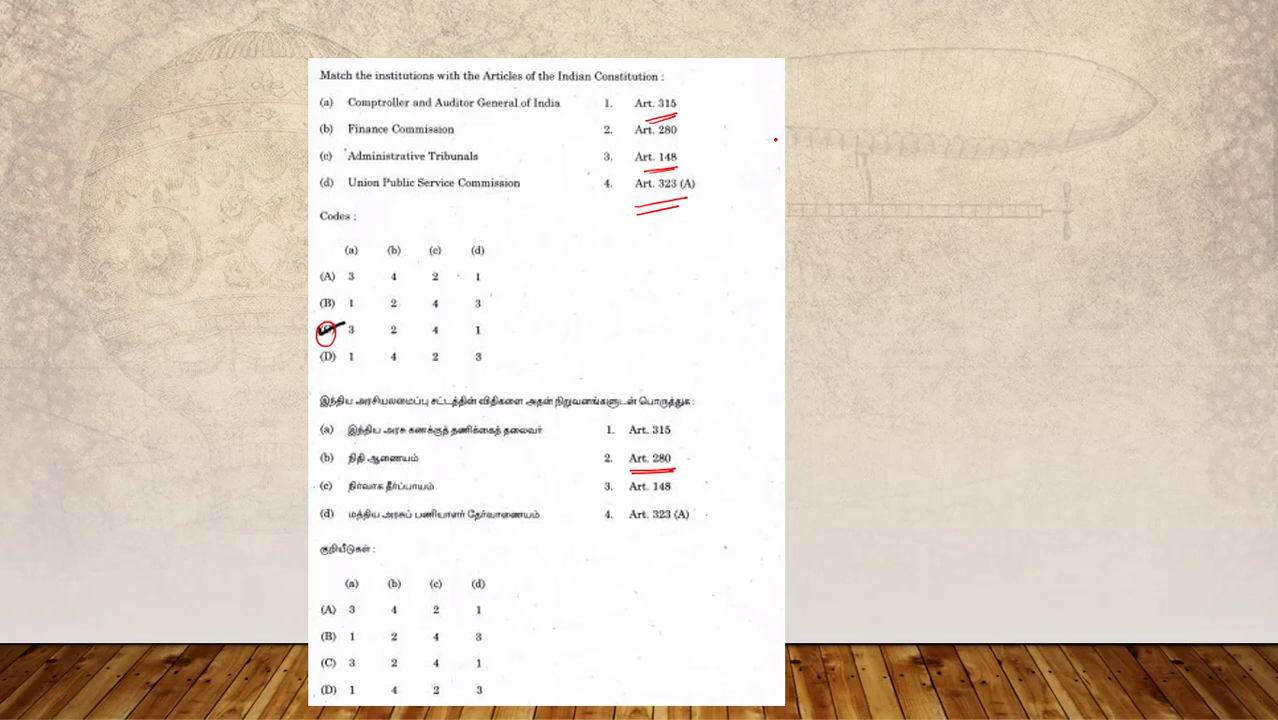 Match the institutions with the Articles of the Indian Constitution :
(a) Comptroller and Auditor General of India 1. Art. 315
(b) Finance Commission 2. Art. 280
(c) Administrative Tribunals 3. Art. 148
(d) Union Public Service Commission 4. Art. 323 (A)
Codes :
(a) (b) (c) (d)
(A) 3 4 2 1
(B) 1 2 4 3
3 2 4 1
(D) 1 4 2 3
இந்திய அரசியலமைப்பு சட்டத்தின் விதிகளை அதன் நிறுவனங்களுடன் பொருத்துக :
(a) இந்திய அரசு கணக்குத் தணிக்கைத் தலைவர் 1. Art. 315
(b) நிதி ஆணையம் 2. Art. 280
(c) நிர்வாக தீர்ப்பாயம் 3. Art. 148
(d) மத்திய அரசுப் பணியாளர் தேர்வாணையம் 4. Art. 323 (A)
குறியீடுகள் :
(a) (b) (c) (d)
(A) 3 4 2 1
(B) 1 2 4 3
(C) 3 2 4 1
(D) 1 4 2 3